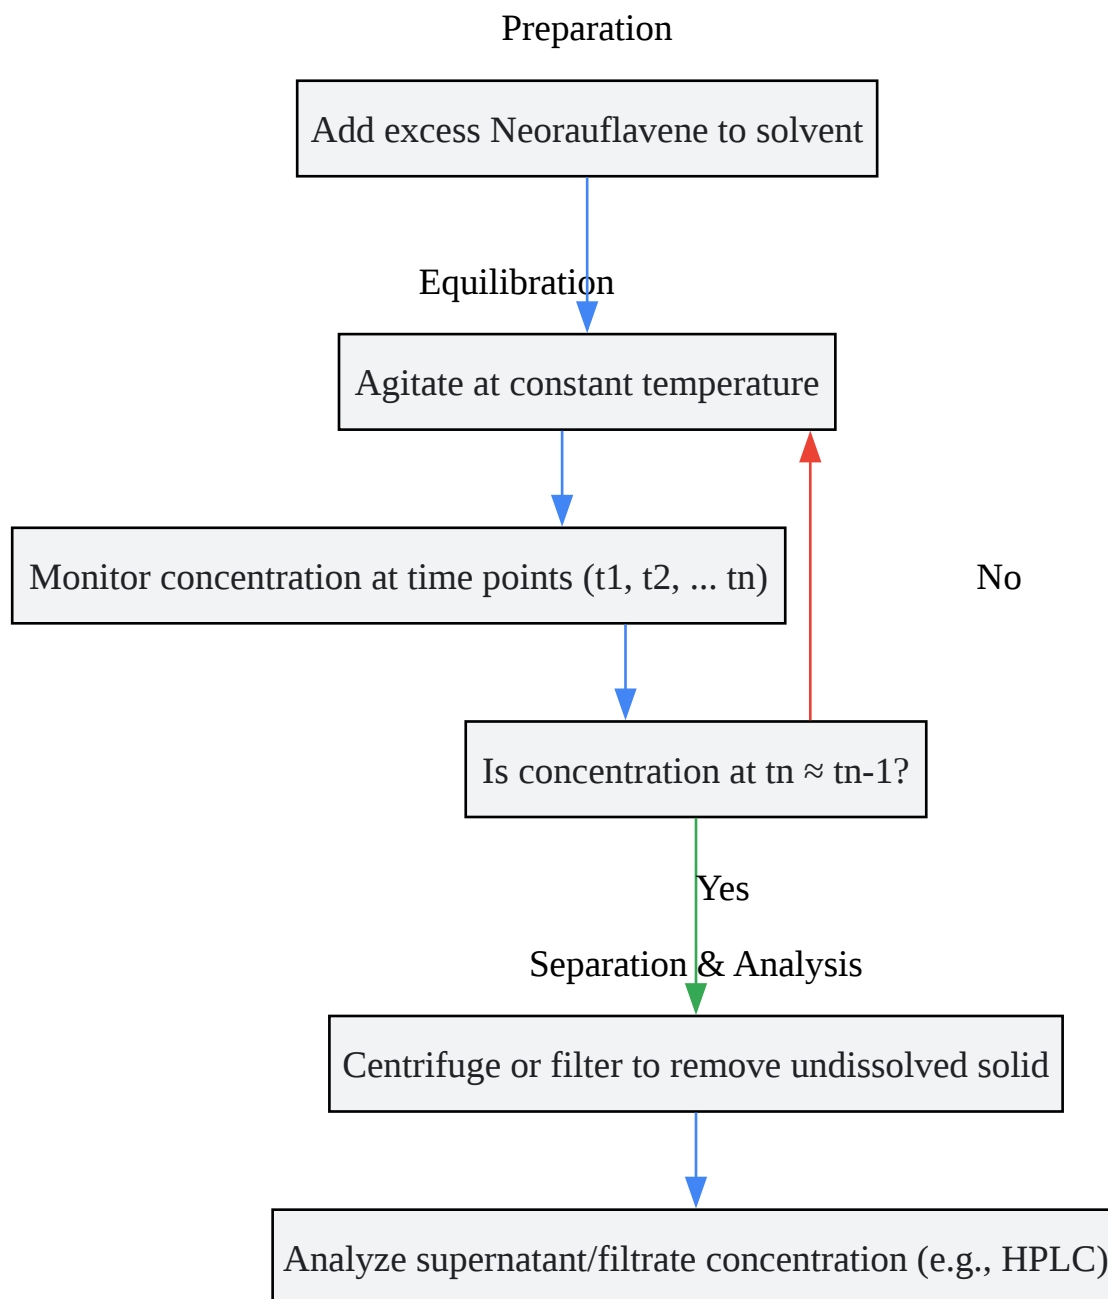 Preparation
Add excess Neorauflavene to solvent
Equilibration
Agitate at constant temperature
Monitor concentration at time points (t1, t2, ... tn)
No
Is concentration at tn ≈ tn-1?
Yes
Separation & Analysis
Centrifuge or filter to remove undissolved solid
Analyze supernatant/filtrate concentration (e.g., HPLC)